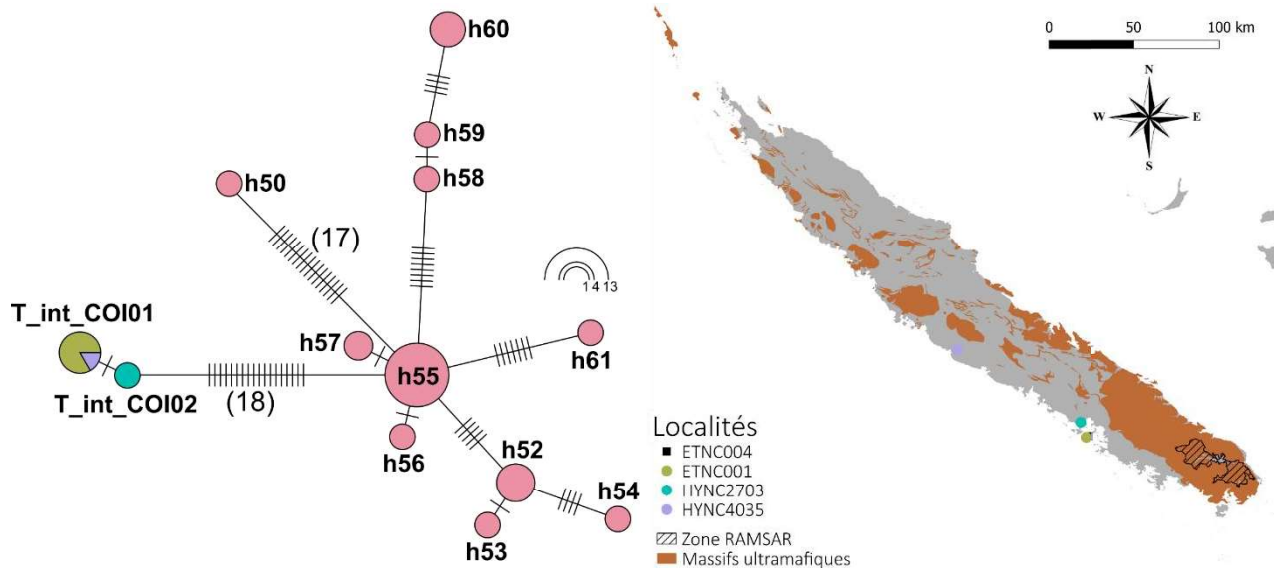 h60
h59
h58
h50
(17)
1 4 13
T_int_COI01
h57
h61
h55
T_int_COI02
(18)
h56
h52
h54
h53
0 50 100 km
N
W E
S
Localités
ETNC004
ETNC001
HYNC2703
HYNC4035
Zone RAMSAR
Massifs ultramafiques